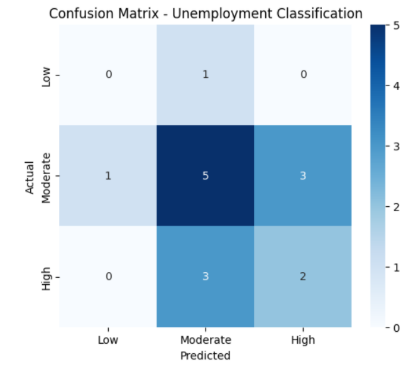 Confusion Matrix - Unemployment Classification
Low
0
1
0
Actual
Moderate
1
5
3
High
0
3
2
Low
Moderate
High
Predicted
5
4
3
2
1
0